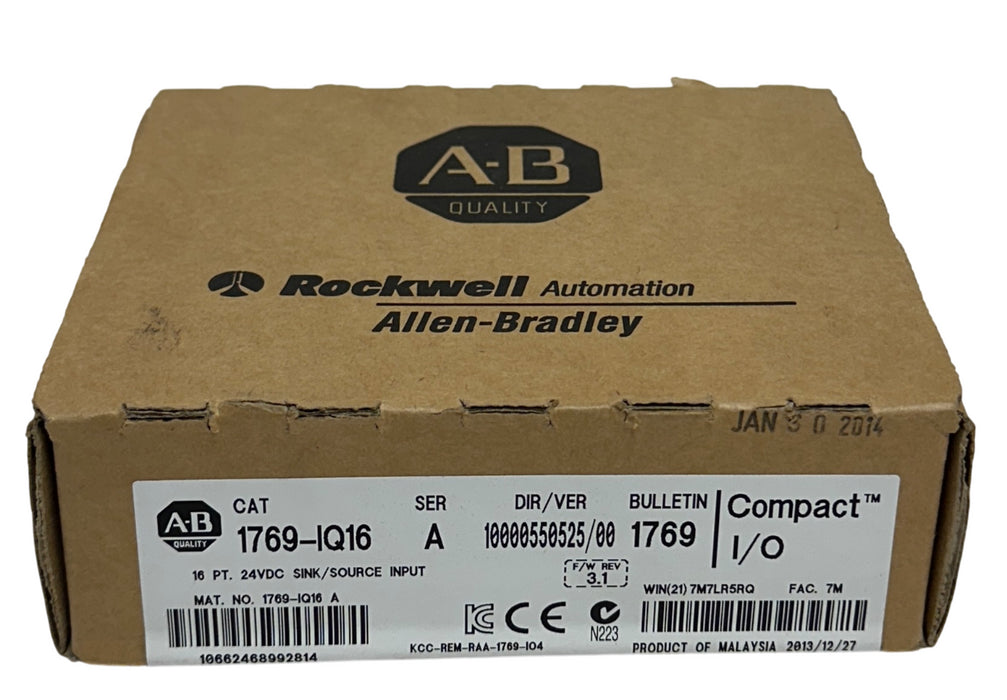 A-B
QUALITY
Rockwell Automation
Allen-Bradley
JAN 30 2014
A-B
QUALITY
CAT
1769-IQ16
SER
A
DIR/VER
10000550525/00
BULLETIN
1769
Compact™
I/O
16 PT. 24VDC SINK/SOURCE INPUT
F/W REV
3.1
MAT. NO. 1769-IQ16 A
WIN(21) 7M7LR5RQ FAC. 7M
CE
N223
10662468992814
KCC-REM-RAA-1769-IO4
PRODUCT OF MALAYSIA 2013/12/27